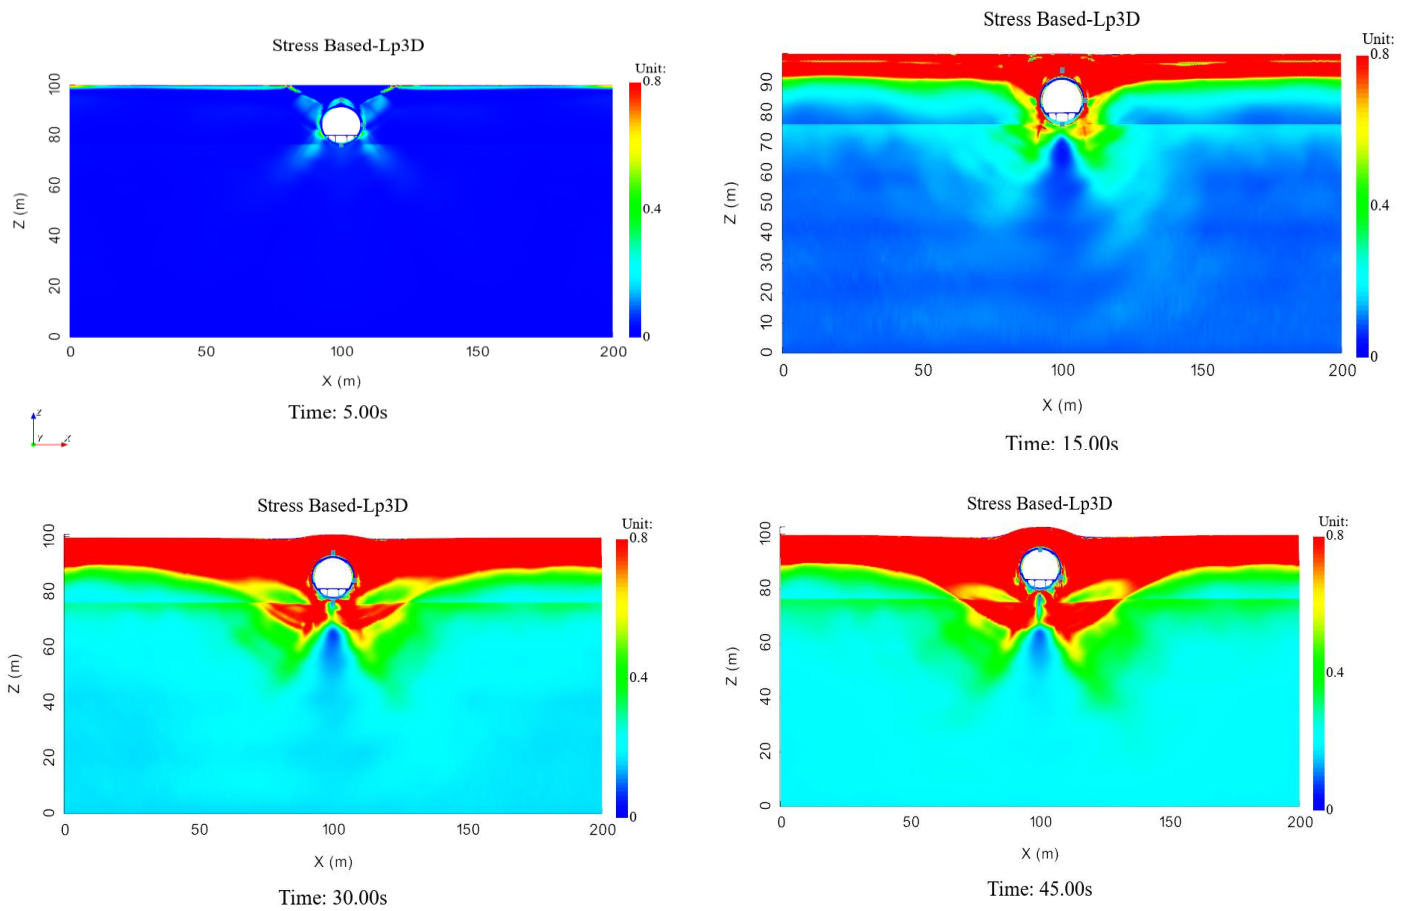 Stress Based-Lp3D
Unit:
0.8
0.4
0
Z (m)
100
80
60
40
20
0
0
50
100
150
200
X (m)
Time: 5.00s
Z
Y
X
Stress Based-Lp3D
Unit:
0.8
0.4
0
Z (m)
90
80
70
60
50
40
30
20
10
0
0
50
100
150
200
X (m)
Time: 15.00s
Stress Based-Lp3D
Unit:
0.8
0.4
0
Z (m)
100
80
60
40
20
0
0
50
100
150
200
X (m)
Time: 30.00s
Stress Based-Lp3D
Unit:
0.8
0.4
0
Z (m)
100
80
60
40
20
0
0
50
100
150
200
X (m)
Time: 45.00s